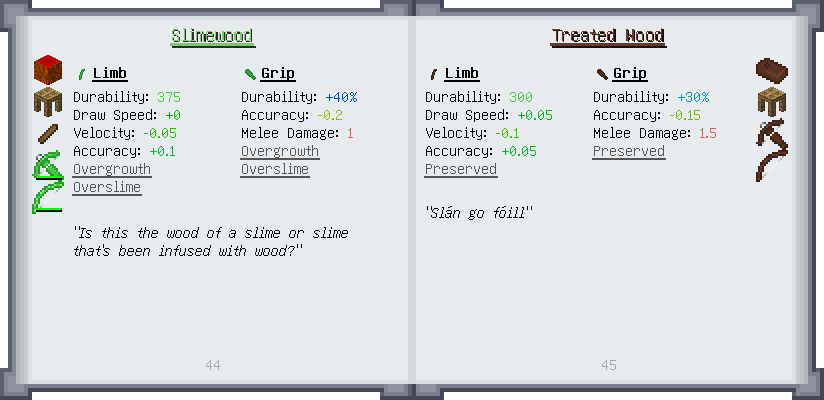 Slimewood
Limb
Durability: 375
Draw Speed: +0
Velocity: -0.05
Accuracy: +0.1
Overgrowth
Overslime
Grip
Durability: +40%
Accuracy: -0.2
Melee Damage: 1
Overgrowth
Overslime
"Is this the wood of a slime or slime
that's been infused with wood?"
44
Treated Wood
Limb
Durability: 300
Draw Speed: +0.05
Velocity: -0.1
Accuracy: +0.05
Preserved
Grip
Durability: +30%
Accuracy: -0.15
Melee Damage: 1.5
Preserved
"Slán go fóill"
45